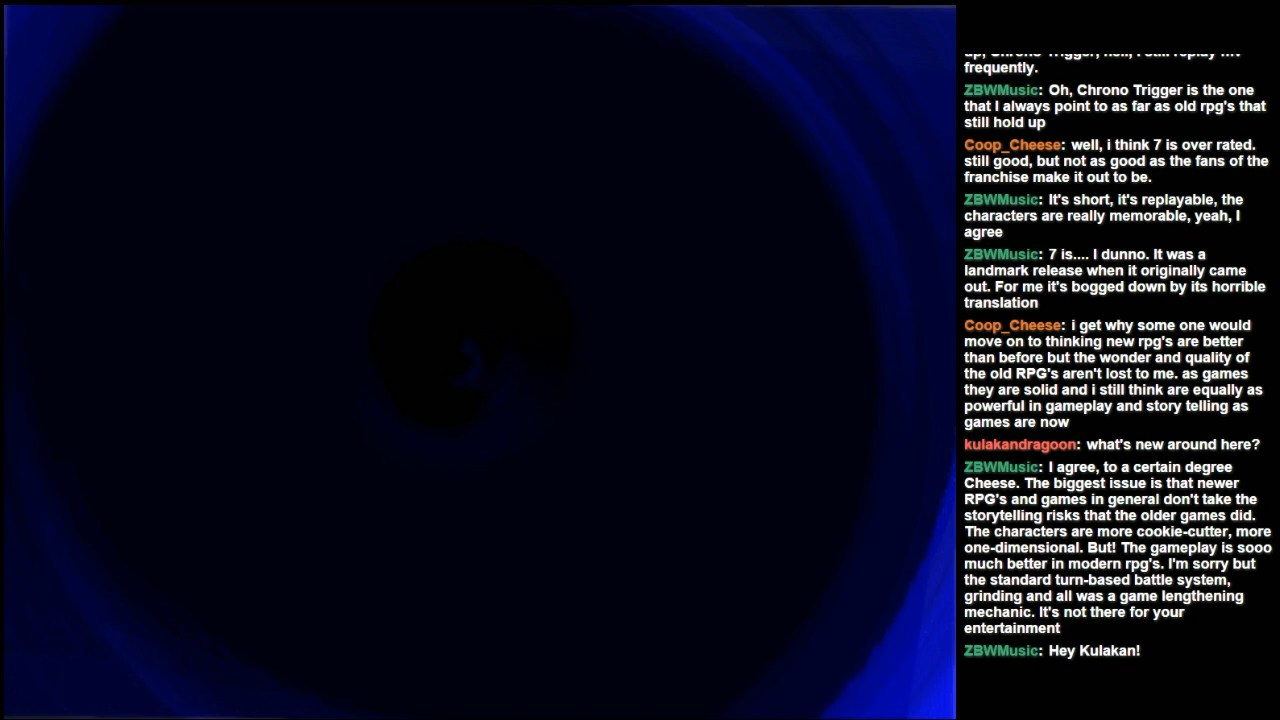 frequently.
ZBWMusic: Oh, Chrono Trigger is the one
that I always point to as far as old rpg's that
still hold up
Coop_Cheese: well, i think 7 is over rated.
still good, but not as good as the fans of the
franchise make it out to be.
ZBWMusic: It's short, it's replayable, the
characters are really memorable, yeah, I
agree
ZBWMusic: 7 is.... I dunno. It was a
landmark release when it originally came
out. For me it's bogged down by its horrible
translation
Coop_Cheese: i get why some one would
move on to thinking new rpg's are better
than before but the wonder and quality of
the old RPG's aren't lost to me. as games
they are solid and i still think are equally as
powerful in gameplay and story telling as
games are now
kulakandragoon: what's new around here?
ZBWMusic: I agree, to a certain degree
Cheese. The biggest issue is that newer
RPG's and games in general don't take the
storytelling risks that the older games did.
The characters are more cookie-cutter, more
one-dimensional. But! The gameplay is sooo
much better in modern rpg's. I'm sorry but
the standard turn-based battle system,
grinding and all was a game lengthening
mechanic. It's not there for your
entertainment
ZBWMusic: Hey Kulakan!